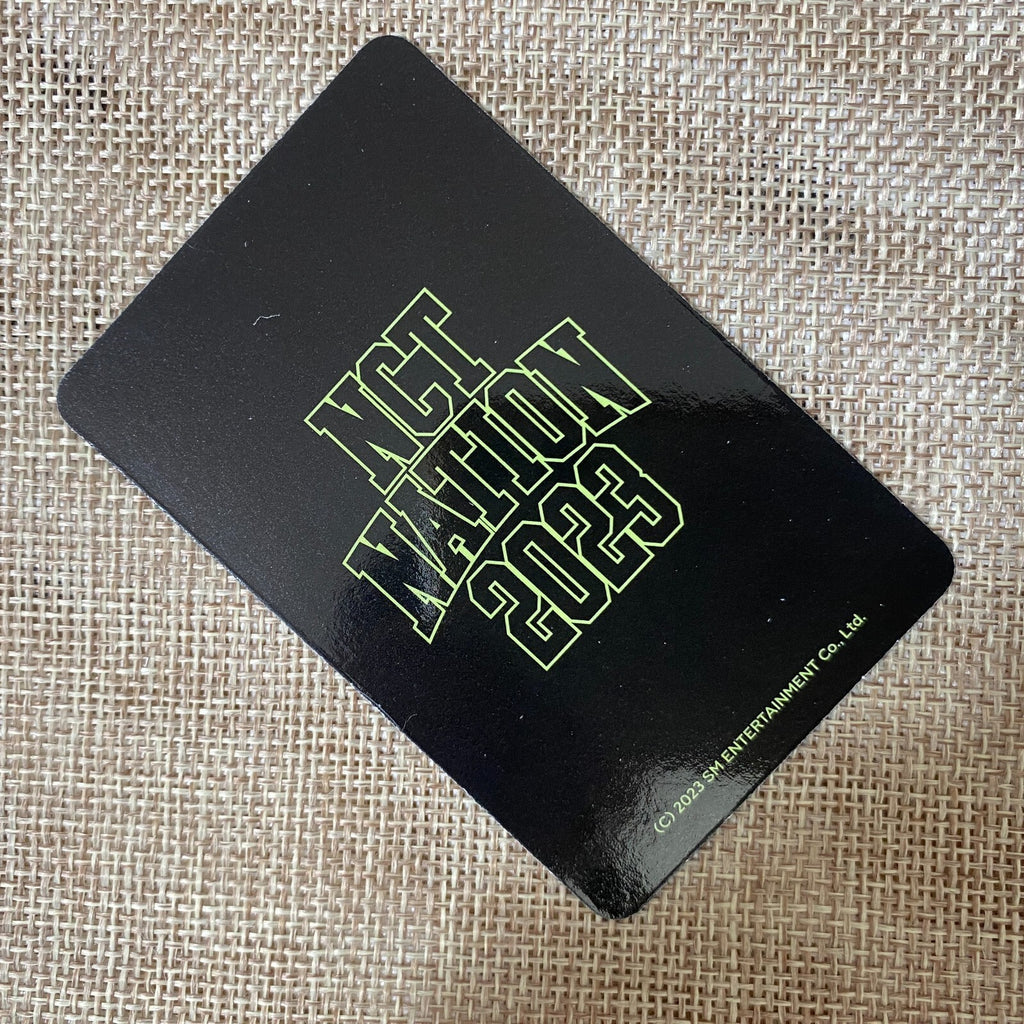 NCT
NATION
2023
(C) 2023 SM ENTERTAINMENT Co., Ltd.